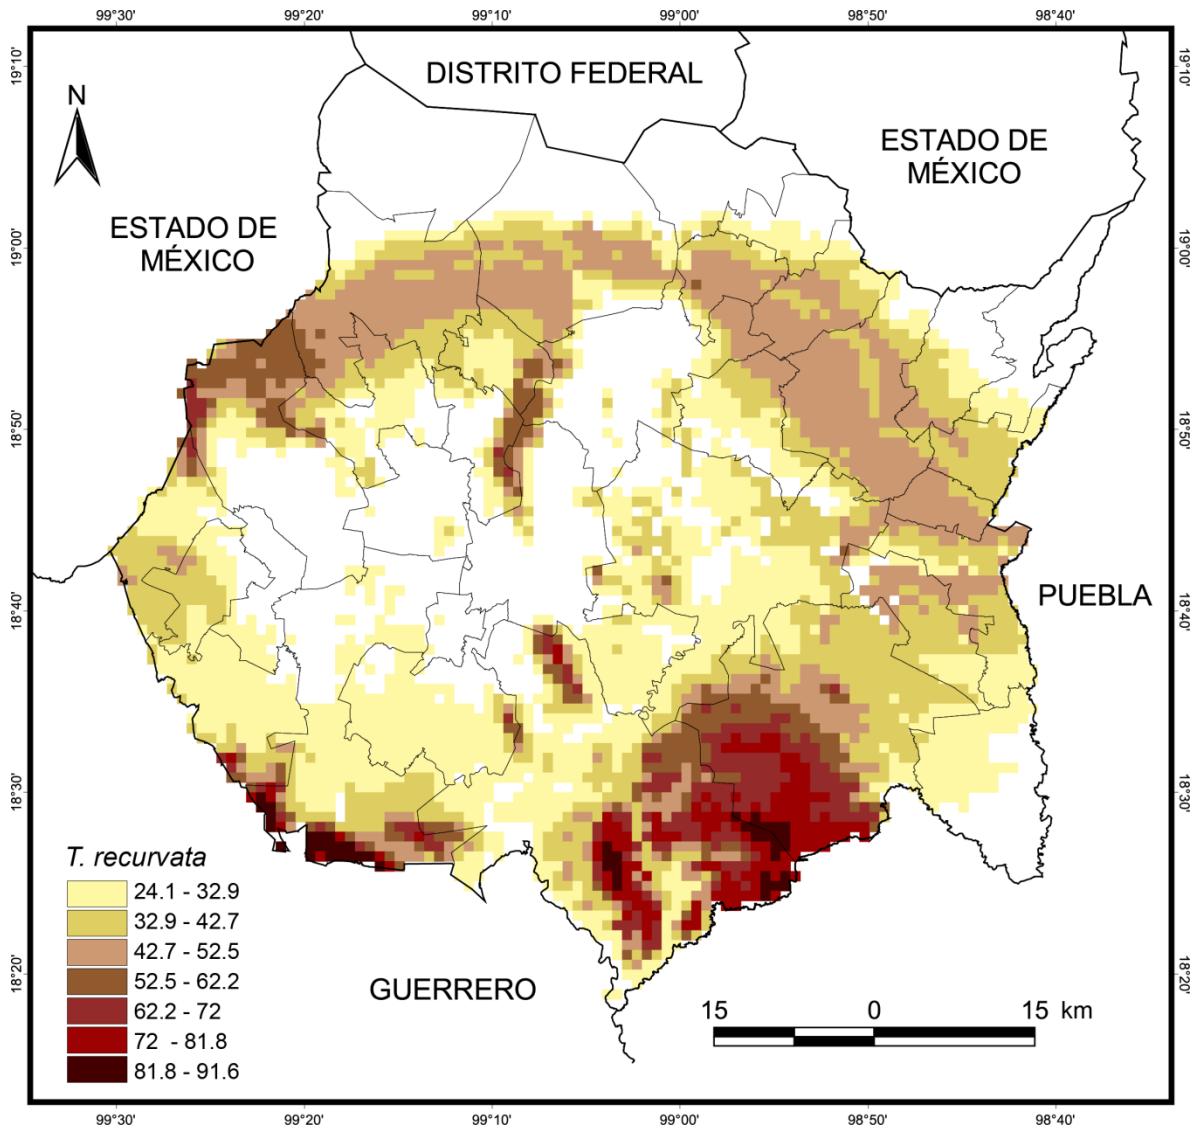 99°30' 99°20' 99°10' 99°00' 98°50' 98°40'
19°10' 19°10'
DISTRITO FEDERAL
N
ESTADO DE
MÉXICO
ESTADO DE
MÉXICO
19°00' 19°00'
18°50' 18°50'
PUEBLA
18°40' 18°40'
18°30' 18°30'
T. recurvata
24.1 - 32.9
32.9 - 42.7
42.7 - 52.5
52.5 - 62.2
62.2 - 72
72 - 81.8
81.8 - 91.6
18°20' 18°20'
GUERRERO
15 0 15 km
99°30' 99°20' 99°10' 99°00' 98°50' 98°40'